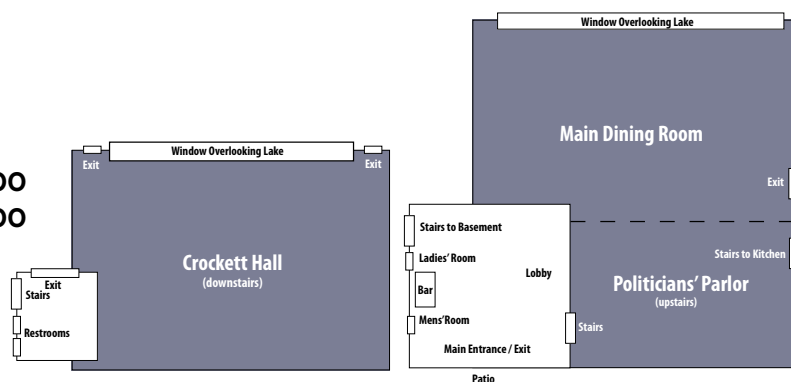 Window Overlooking Lake
Exit
Exit
Crockett Hall
(downstairs)
Exit
Stairs
Restrooms
Window Overlooking Lake
Main Dining Room
Exit
Stairs to Basement
Ladies' Room
Lobby
Bar
Mens'Room
Main Entrance / Exit
Stairs to Kitchen
Politicians' Parlor
(upstairs)
Stairs
Patio